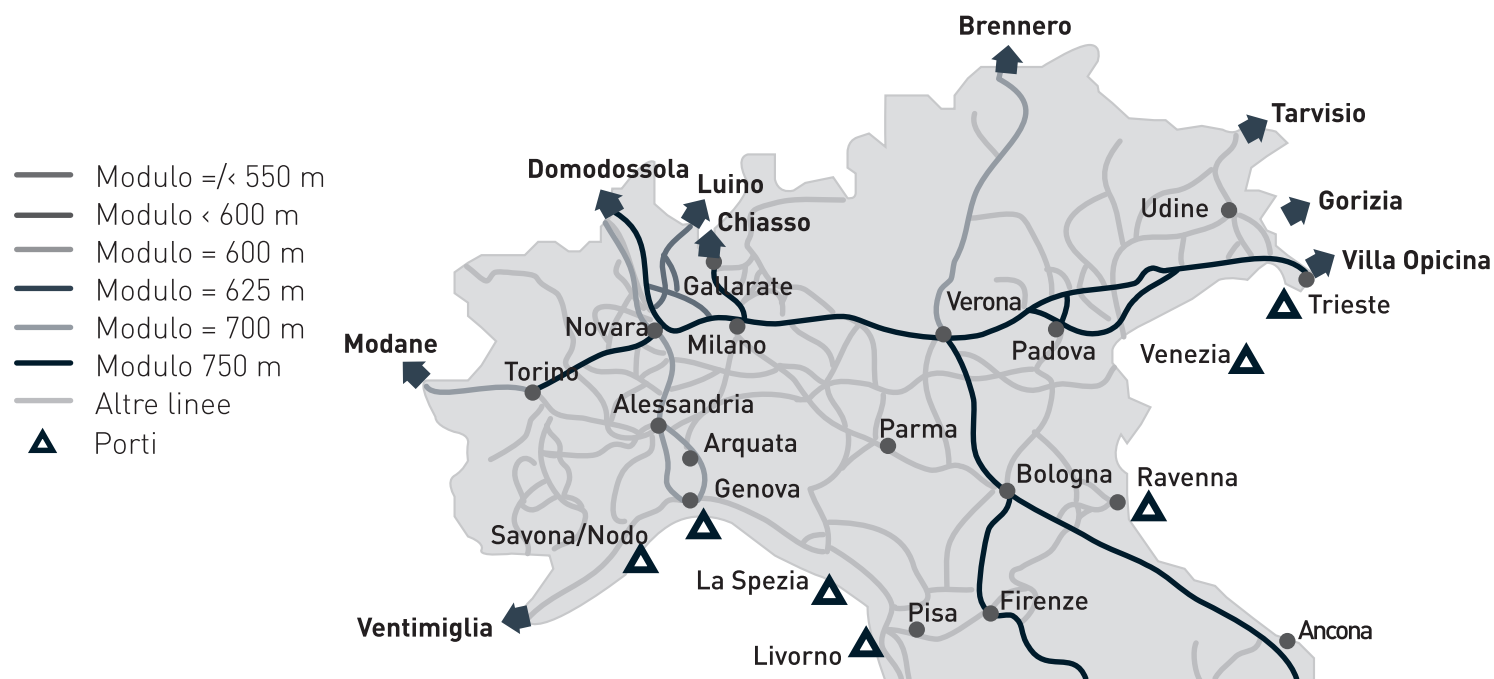 Brennero
Tarvisio
Domodossola
Luino
Modulo =/< 550 m
Gorizia
Udine
Modulo < 600 m
Chiasso
Modulo = 600 m
Villa Opicina
Modulo = 625 m
Gallarate
Verona
Trieste
Modulo = 700 m
Novara
Modane
Milano
Padova
Venezia
Modulo 750 m
Torino
Altre linee
Alessandria
Parma
Porti
Arquata
Bologna
Ravenna
Genova
Savona/Nodo
La Spezia
Firenze
Pisa
Ventimiglia
Ancona
Livorno